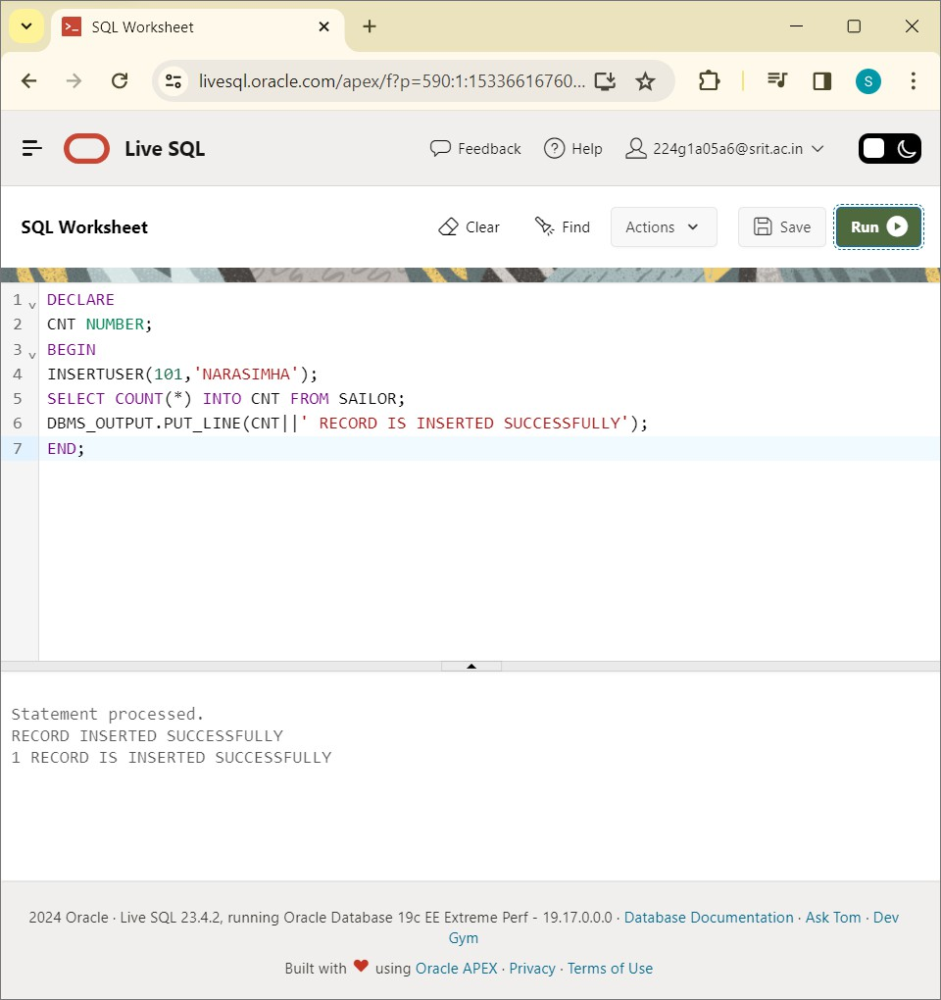 SQL Worksheet
livesql.oracle.com/apex/f?p=590:1:15336616760... S
Live SQL Feedback ? Help 224g1a05a6@srit.ac.in
SQL Worksheet Clear Find Actions Save Run
1 DECLARE
2 CNT NUMBER;
3 BEGIN
4 INSERTUSER(101,'NARASIMHA');
5 SELECT COUNT(*) INTO CNT FROM SAILOR;
6 DBMS_OUTPUT.PUT_LINE(CNT||' RECORD IS INSERTED SUCCESSFULLY');
7 END;
Statement processed.
RECORD INSERTED SUCCESSFULLY
1 RECORD IS INSERTED SUCCESSFULLY
2024 Oracle · Live SQL 23.4.2, running Oracle Database 19c EE Extreme Perf - 19.17.0.0.0 · Database Documentation · Ask Tom · Dev
Gym
Built with ❤ using Oracle APEX · Privacy · Terms of Use